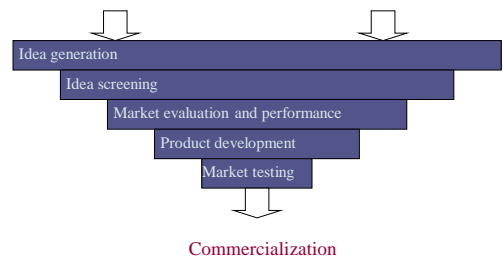 Idea generation
Idea screening
Market evaluation and performance
Product development
Market testing
Commercialization